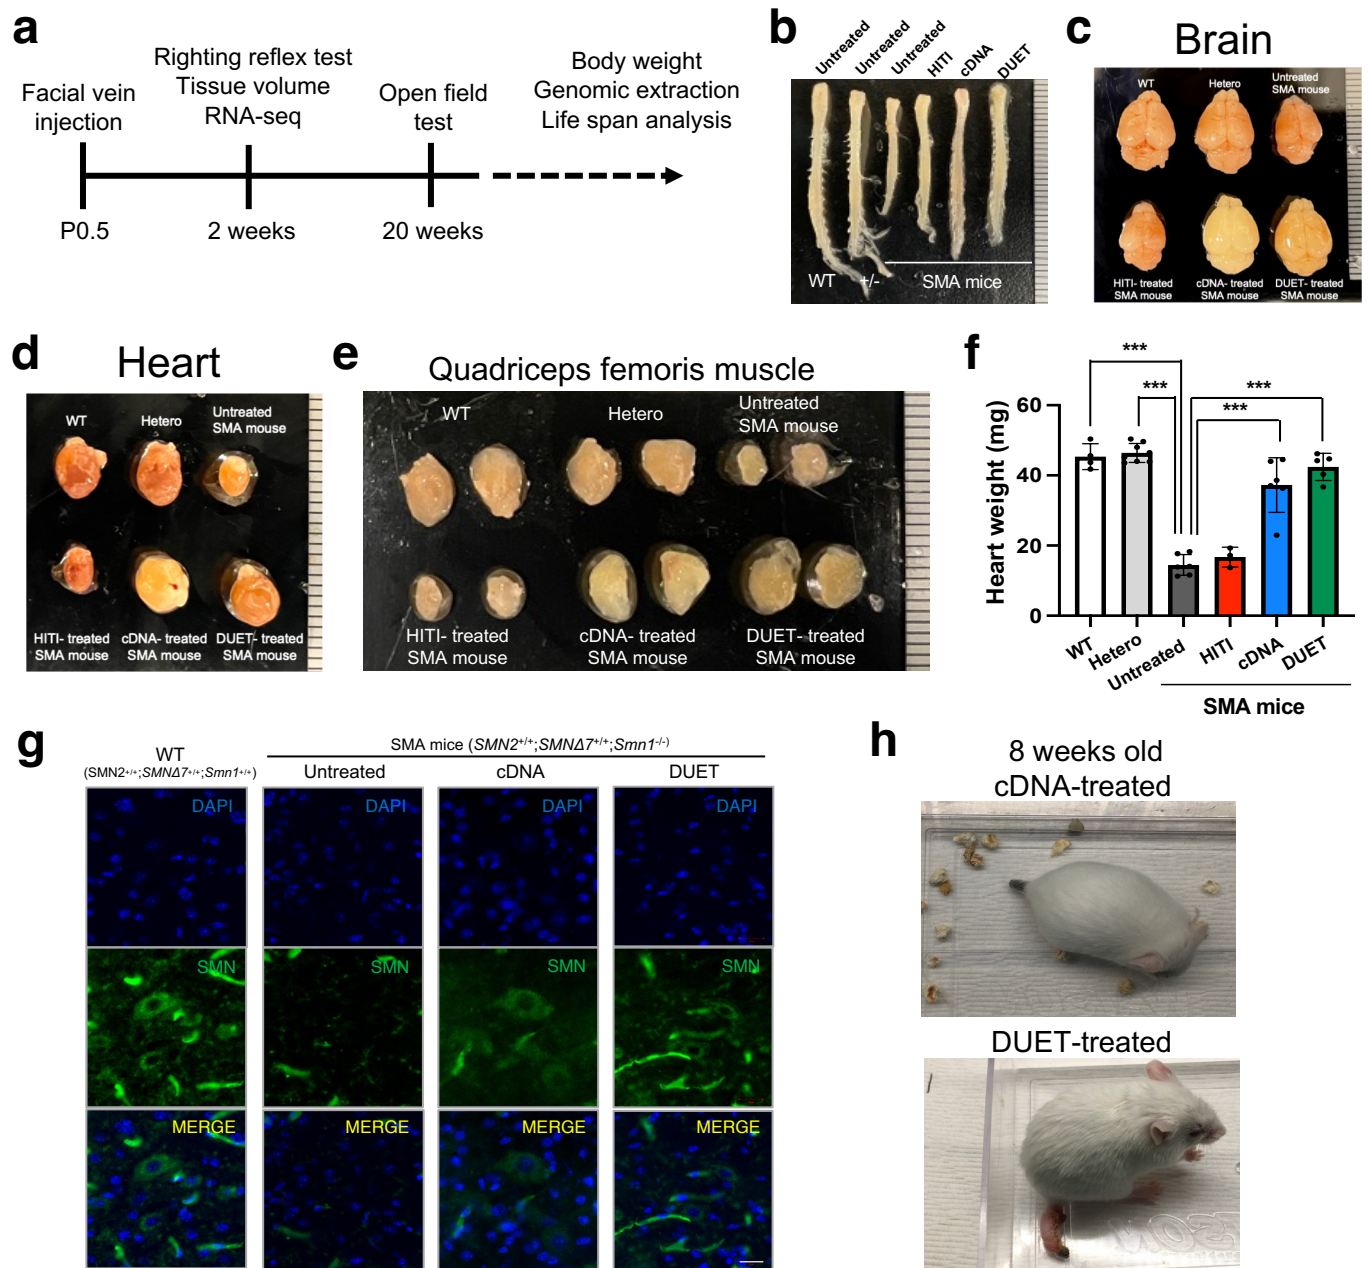 a
Facial vein
injection
Righting reflex test
Tissue volume
RNA-seq
Open field
test
Body weight
Genomic extraction
Life span analysis
P0.5
2 weeks
20 weeks
b
Untreated
Untreated
Untreated
HITI
cDNA
DUET
WT
+/-
SMA mice
c
Brain
WT
Hetero
Untreated
SMA mouse
HITI- treated
SMA mouse
cDNA- treated
SMA mouse
DUET- treated
SMA mouse
d
Heart
WT
Hetero
Untreated
SMA mouse
HITI- treated
SMA mouse
cDNA- treated
SMA mouse
DUET- treated
SMA mouse
e
Quadriceps femoris muscle
WT
Hetero
Untreated
SMA mouse
HITI- treated
SMA mouse
cDNA- treated
SMA mouse
DUET- treated
SMA mouse
f
***
***
***
***
Heart weight (mg)
60
40
20
0
WT
Hetero
Untreated
HITI
cDNA
DUET
SMA mice
g
WT
(SMN2+/+;SMNΔ7+/+;Smn1+/+)
SMA mice (SMN2+/+;SMNΔ7+/+;Smn1-/-)
Untreated
cDNA
DUET
DAPI
DAPI
DAPI
DAPI
SMN
SMN
SMN
SMN
MERGE
MERGE
MERGE
MERGE
h
8 weeks old
cDNA-treated
DUET-treated